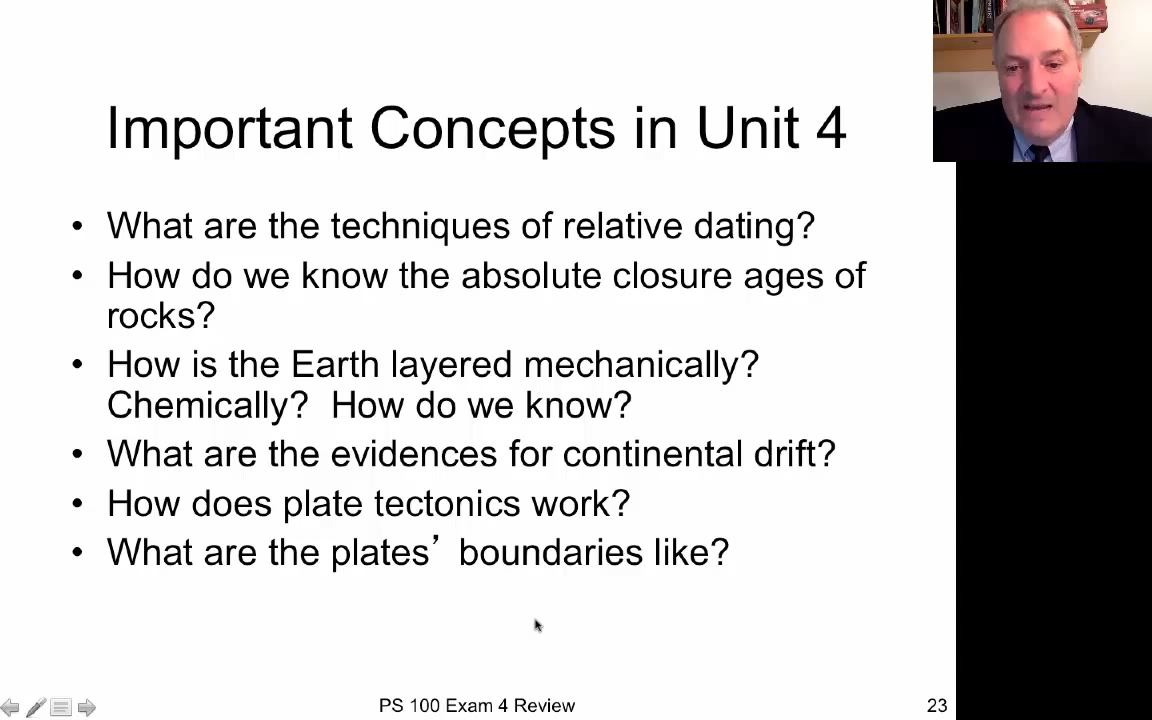 Important Concepts in Unit 4
• What are the techniques of relative dating?
• How do we know the absolute closure ages of
rocks?
• How is the Earth layered mechanically?
Chemically?  How do we know?
• What are the evidences for continental drift?
• How does plate tectonics work?
• What are the plates’ boundaries like?
PS 100 Exam 4 Review
23